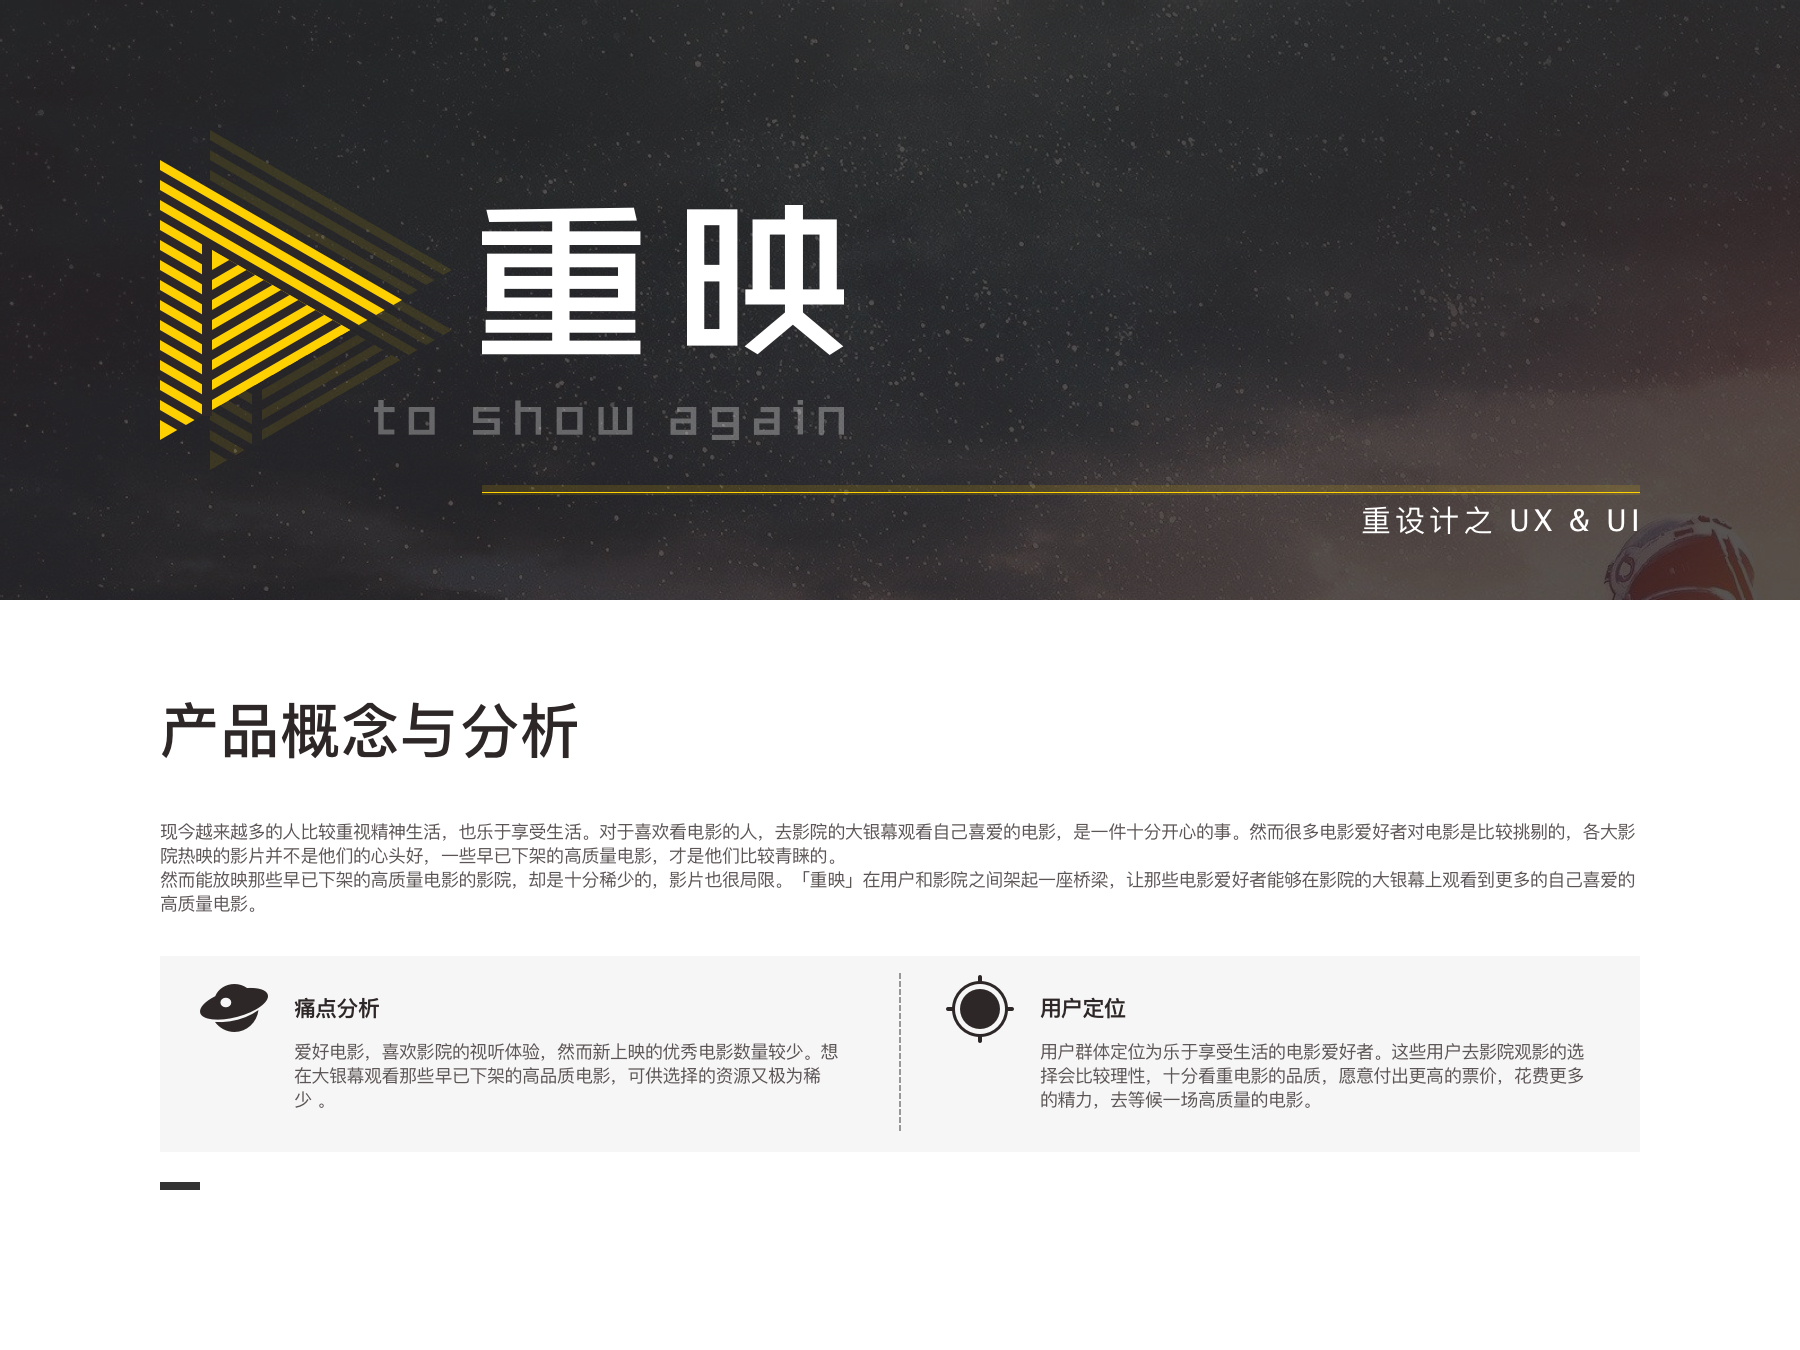 重映
to show again
重设计之 UX & UI
产品概念与分析
现今越来越多的人比较重视精神生活，也乐于享受生活。对于喜欢看电影的人，去影院的大银幕观看自己喜爱的电影，是一件十分开心的事。然而很多电影爱好者对电影是比较挑剔的，各大影
院热映的影片并不是他们的心头好，一些早已下架的高质量电影，才是他们比较青睐的。
然而能放映那些早已下架的高质量电影的影院，却是十分稀少的，影片也很局限。「重映」在用户和影院之间架起一座桥梁，让那些电影爱好者能够在影院的大银幕上观看到更多的自己喜爱的
高质量电影。
痛点分析
爱好电影，喜欢影院的视听体验，然而新上映的优秀电影数量较少。想
在大银幕观看那些早已下架的高品质电影，可供选择的资源又极为稀
少 。
用户定位
用户群体定位为乐于享受生活的电影爱好者。这些用户去影院观影的选
择会比较理性，十分看重电影的品质，愿意付出更高的票价，花费更多
的精力，去等候一场高质量的电影。